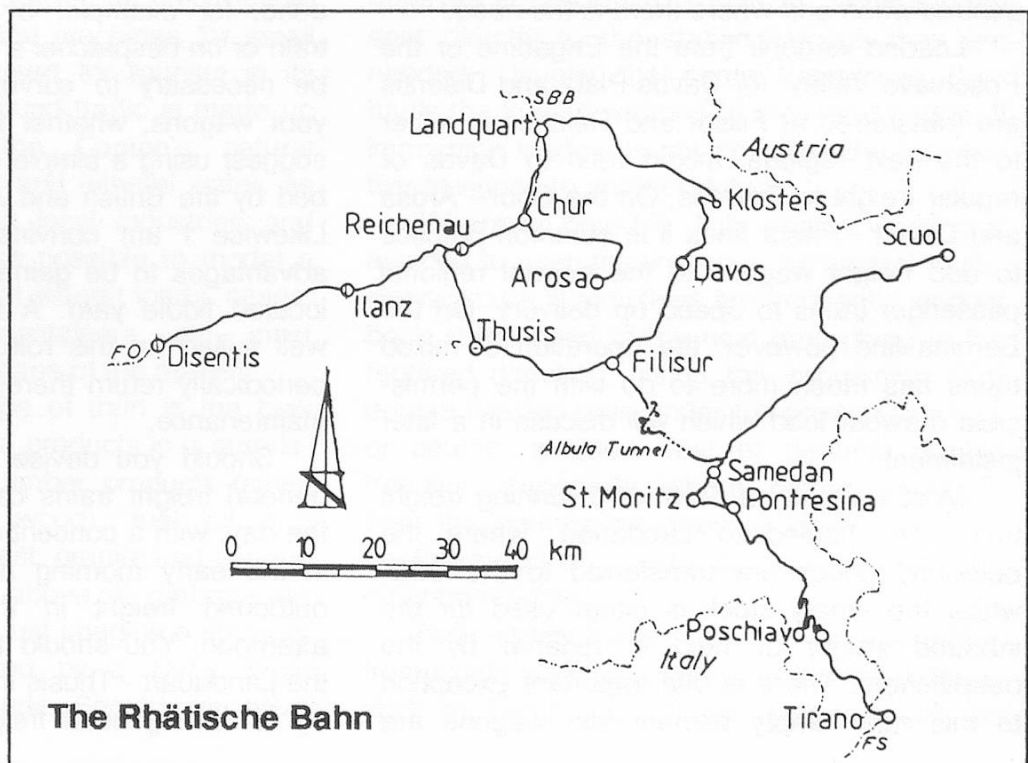 SBB
Landquart
Austria
Klosters
Chur
Reichenau
Scuol
Davos
Arosa
Ilanz
Thusis
Filisur
FO
Disentis
Albula Tunnel
Samedan
St. Moritz
Pontresina
0 10 20 30 40 km
Poschiavo
Italy
The Rhätische Bahn
Tirano
FS